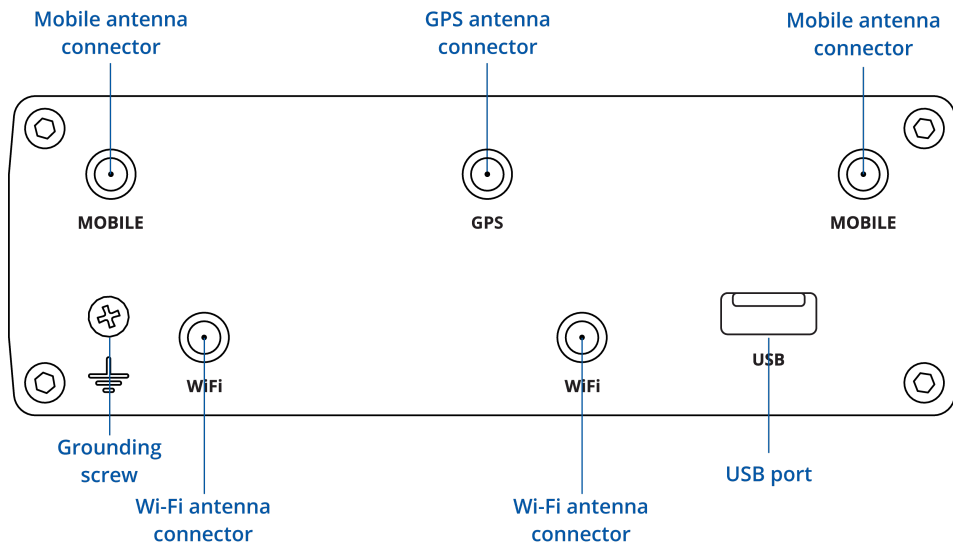 Mobile antenna
connector
GPS antenna
connector
Mobile antenna
connector
MOBILE
GPS
MOBILE
USB
WiFi
WiFi
Grounding
screw
USB port
Wi-Fi antenna
connector
Wi-Fi antenna
connector